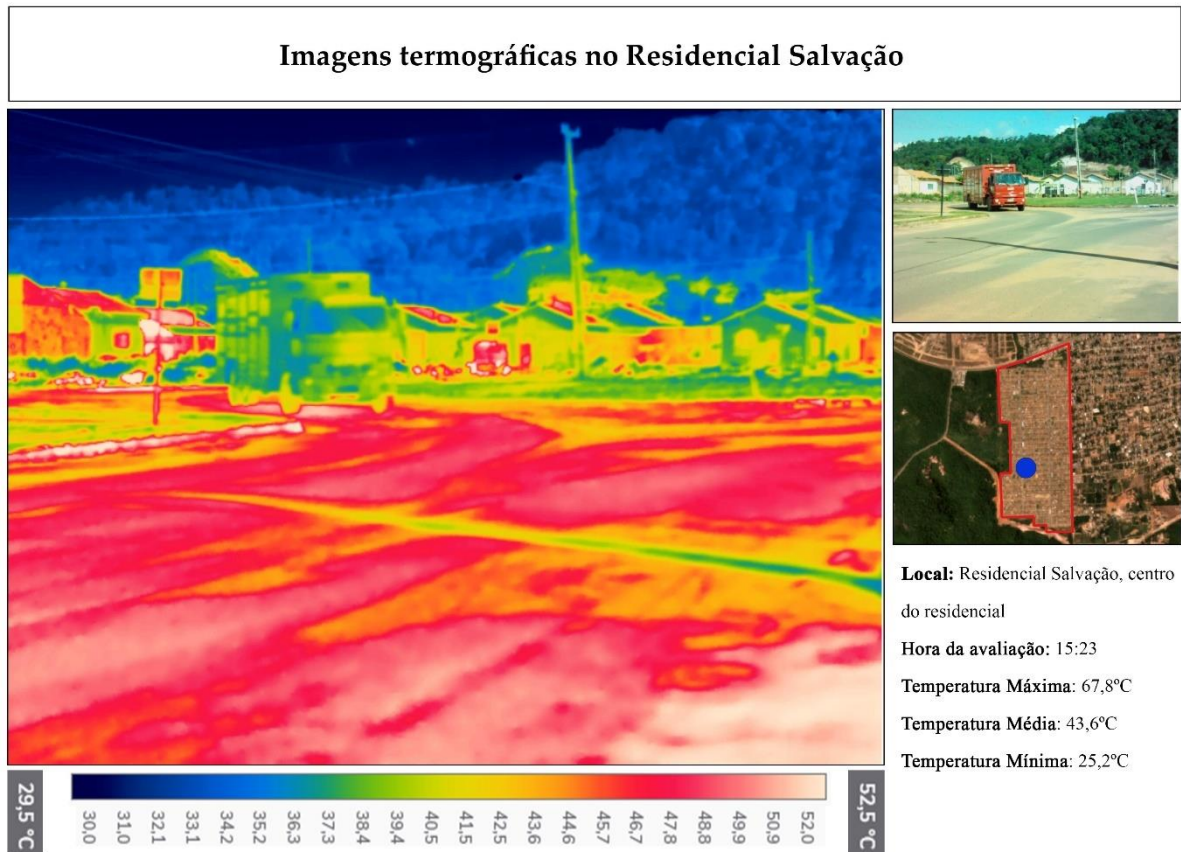 Imagens termográficas no Residencial Salvação
Local: Residencial Salvação, centro
do residencial
Hora da avaliação: 15:23
Temperatura Máxima: 67,8ºC
Temperatura Média: 43,6ºC
Temperatura Mínima: 25,2ºC
29,5 °C
30,0
31,0
32,1
33,1
34,2
35,2
36,3
37,3
38,4
39,4
40,5
41,5
42,5
43,6
44,6
45,7
46,7
47,8
48,8
49,9
50,9
52,0
52,5 °C